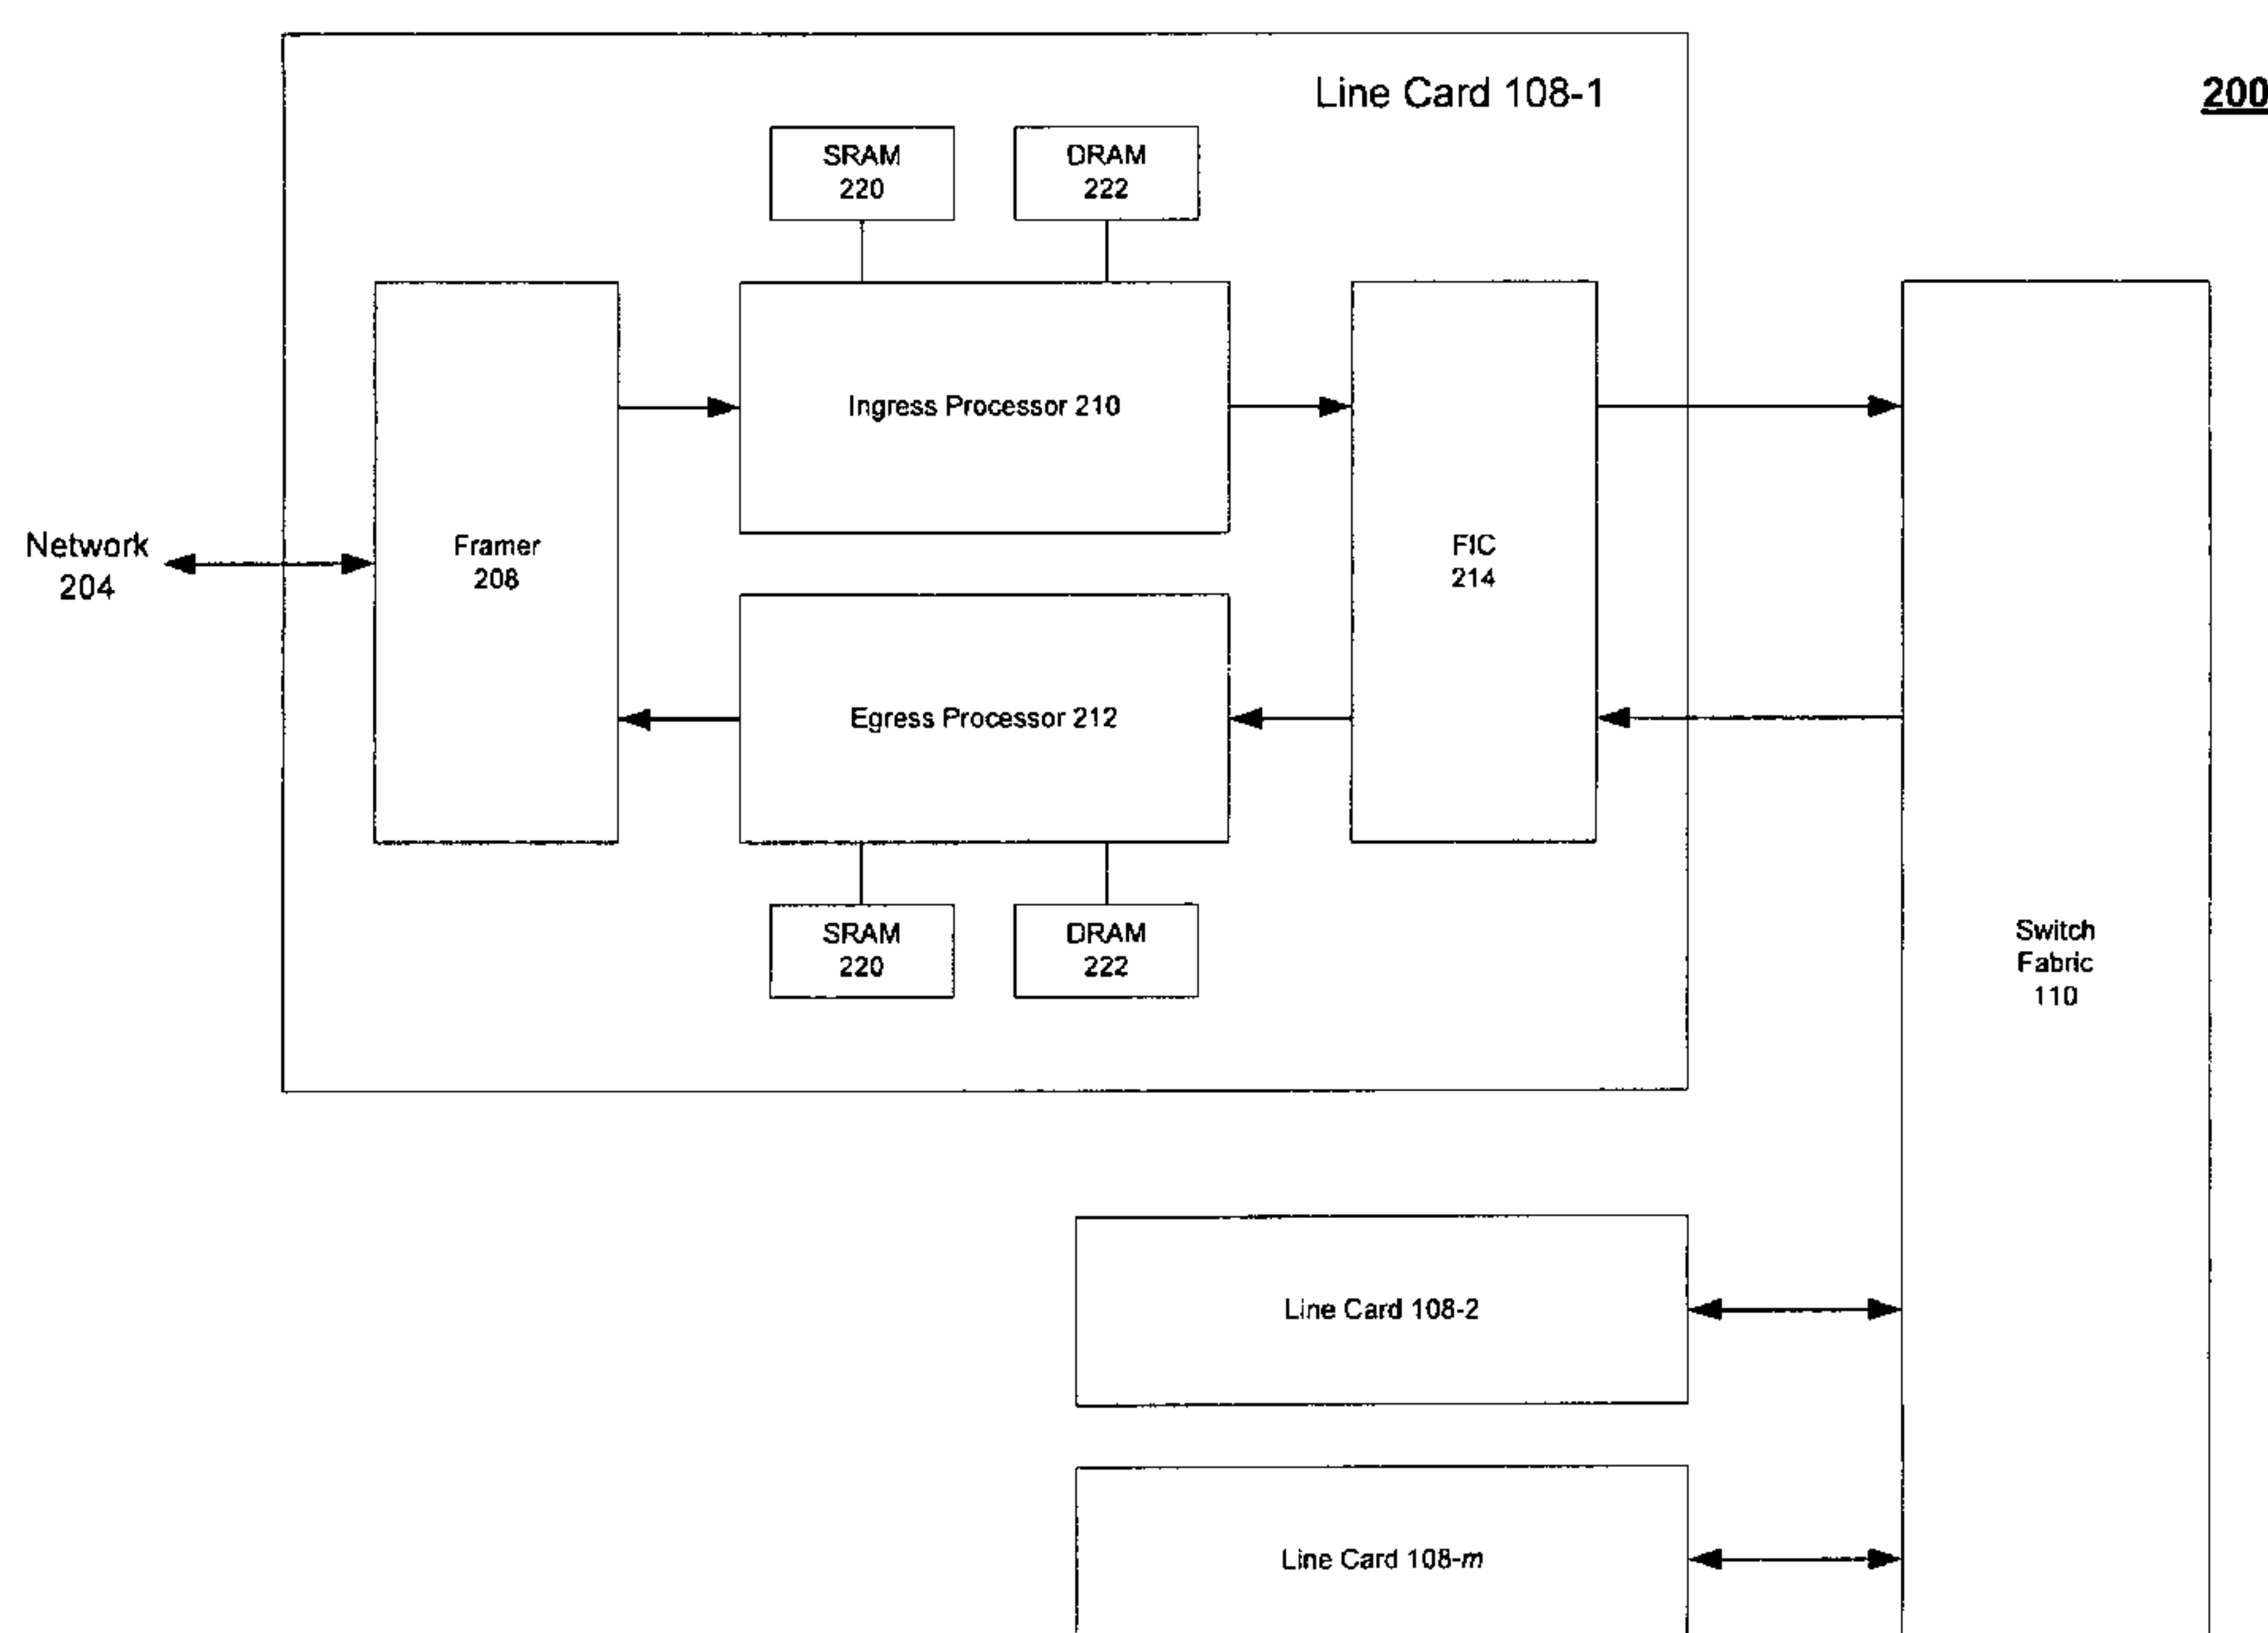 Line Card 108-1
200
SRAM
220
DRAM
222
Ingress Processor 210
Network
204
Framer
208
FIC
214
Egress Processor 212
SRAM
220
DRAM
222
Switch
Fabric
110
Line Card 108-2
Line Card 108-m